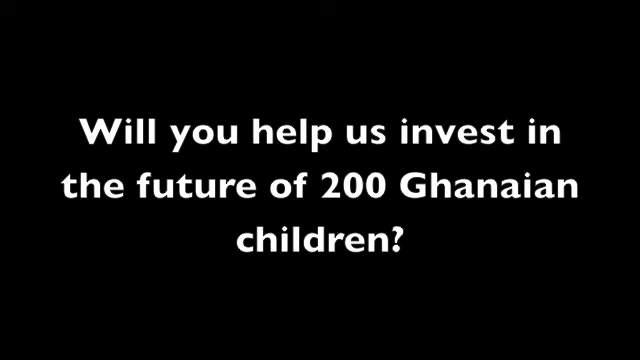 Will you help us invest in
the future of 200 Ghanaian
children?